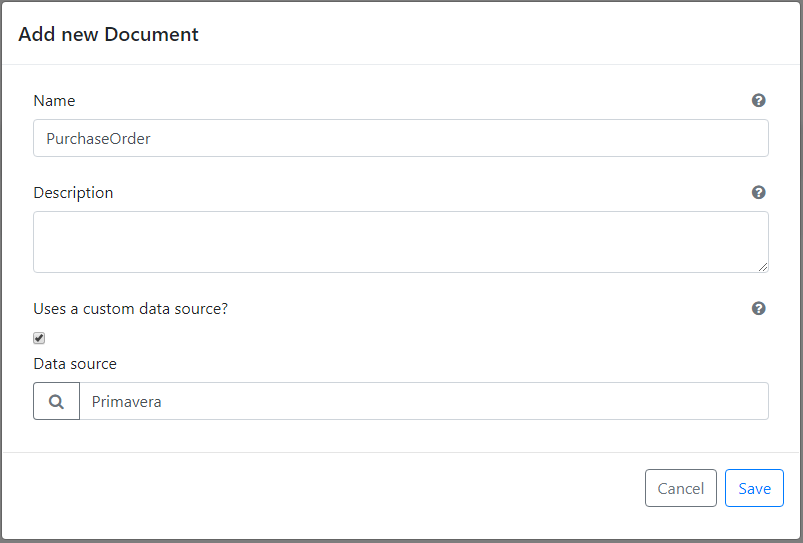 Add new Document
Name
PurchaseOrder
Description
Uses a custom data source?
Data source
Primavera
Cancel Save